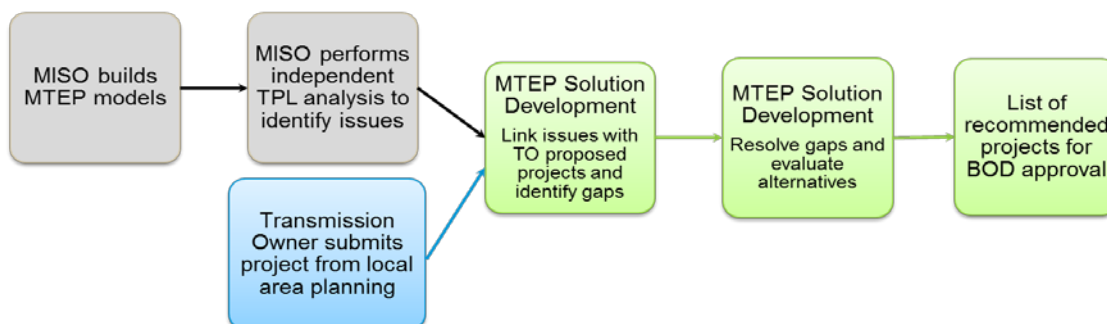 MISO builds
MTEP models
MISO performs
independent
TPL analysis to
identify issues
Transmission
Owner submits
project from local
area planning
MTEP Solution
Development
Link issues with
TO proposed
projects and
identify gaps
MTEP Solution
Development
Resolve gaps and
evaluate
alternatives
List of
recommended
projects for
BOD approval